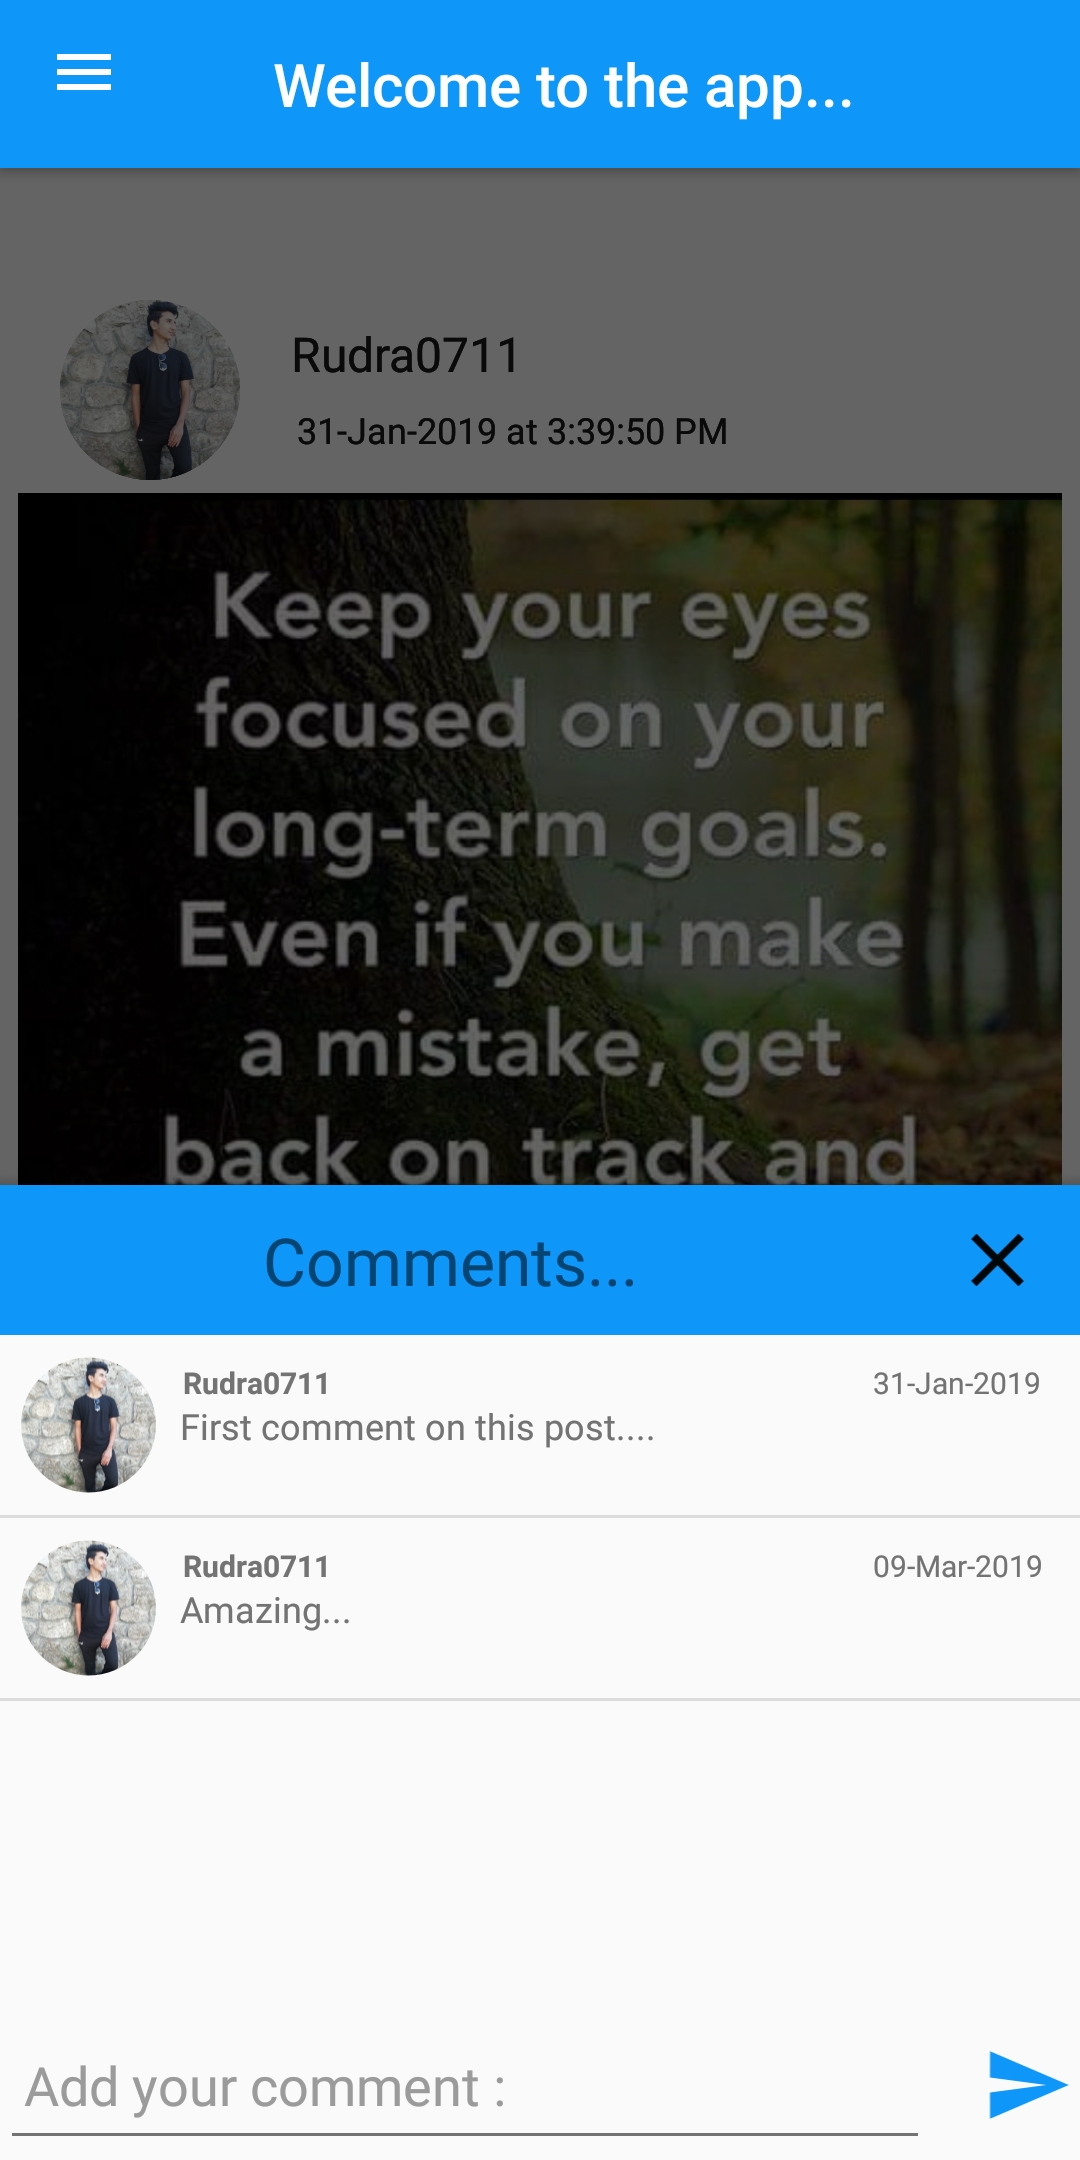 Welcome to the app...
Rudra0711
31-Jan-2019 at 3:39:50 PM
Keep your eyes
focused on your
long-term goals.
Even if you make
a mistake, get
back on track and
Comments...
Rudra0711 31-Jan-2019
First comment on this post....
Rudra0711 09-Mar-2019
Amazing...
Add your comment :